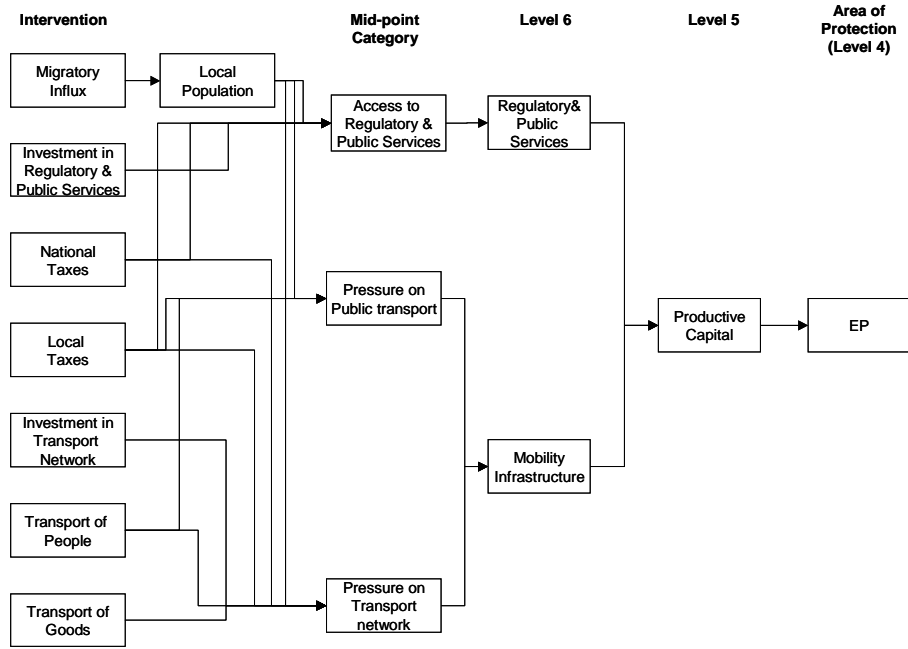 Intervention
Mid-point
Category
Level 6
Level 5
Area of
Protection
(Level 4)
Migratory
Influx
Local
Population
Access to
Regulatory &
Public Services
Regulatory&
Public
Services
Investment in
Regulatory &
Public Services
National
Taxes
Pressure on
Public transport
Productive
Capital
EP
Local
Taxes
Investment in
Transport
Network
Mobility
Infrastructure
Transport of
People
Pressure on
Transport
network
Transport of
Goods